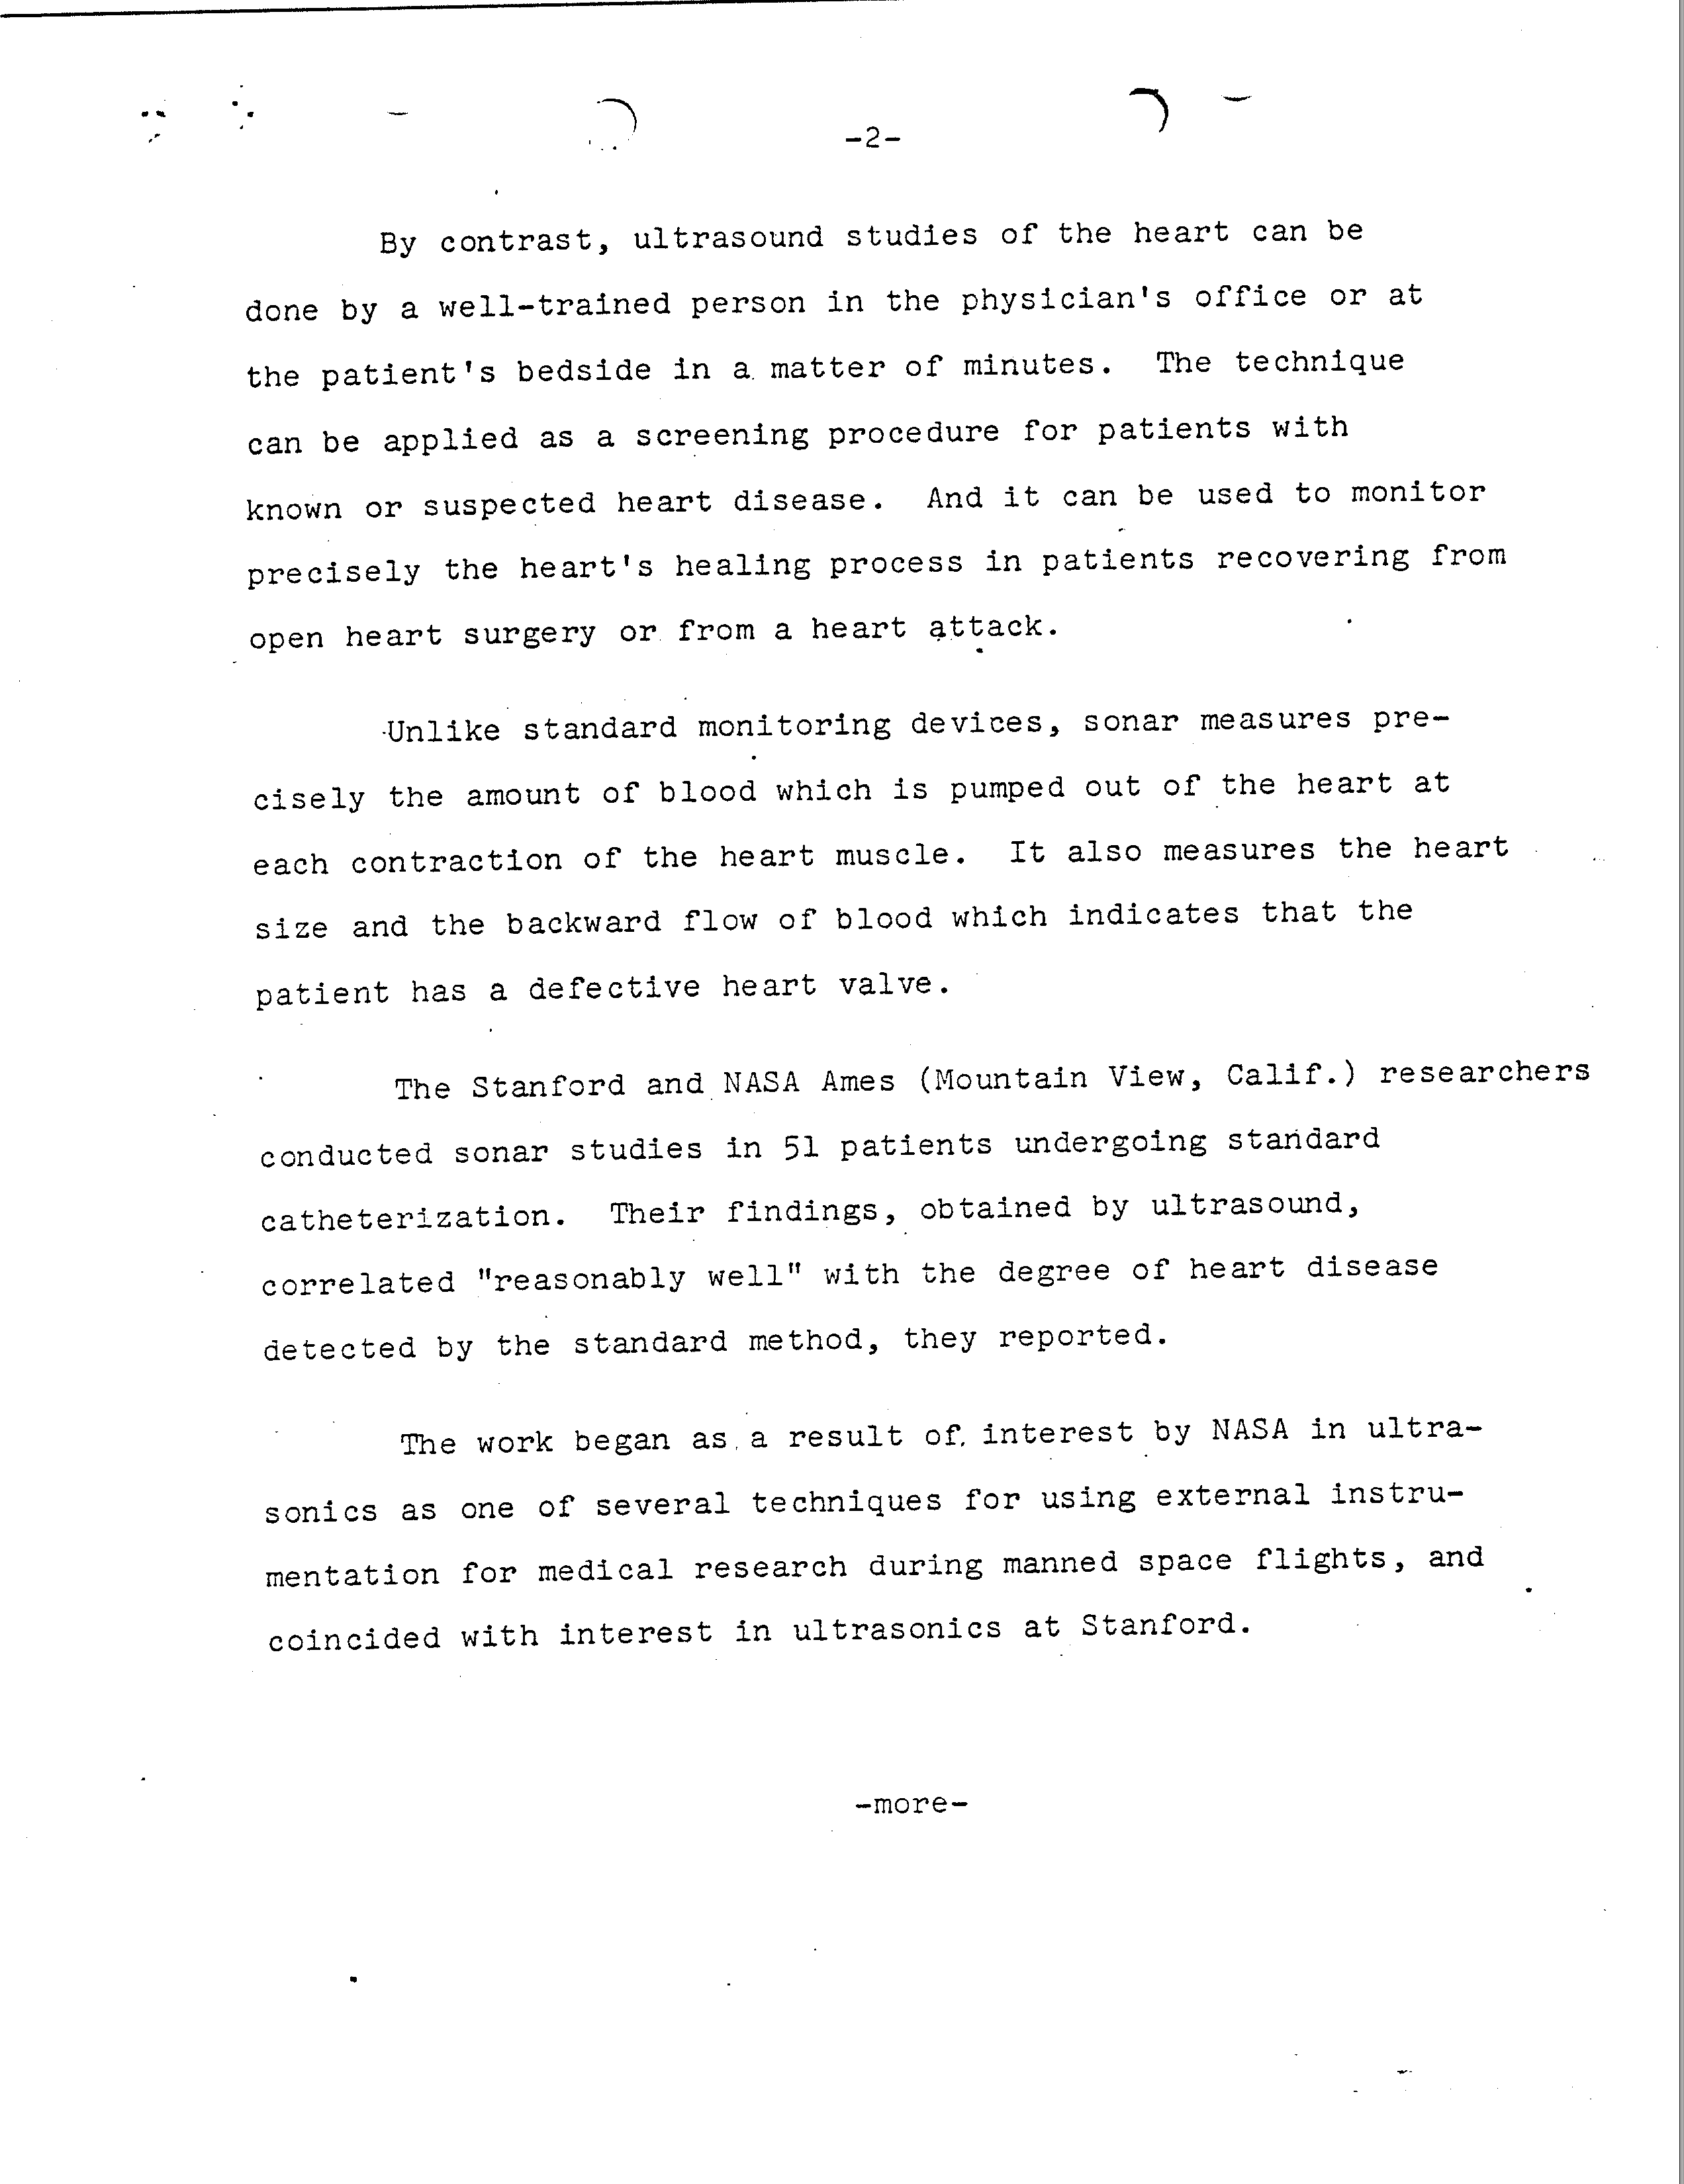 -2-
By contrast, ultrasound studies of the heart can be
done by a well-trained person in the physician's office or at
the patient's bedside in a matter of minutes. The technique
can be applied as a screening procedure for patients with
known or suspected heart disease. And it can be used to monitor
precisely the heart's healing process in patients recovering from
open heart surgery or from a heart attack.
Unlike standard monitoring devices, sonar measures pre-
cisely the amount of blood which is pumped out of the heart at
each contraction of the heart muscle. It also measures the heart
size and the backward flow of blood which indicates that the
patient has a defective heart valve.
The Stanford and NASA Ames (Mountain View, Calif.) researchers
conducted sonar studies in 51 patients undergoing standard
catheterization. Their findings, obtained by ultrasound,
correlated "reasonably well" with the degree of heart disease
detected by the standard method, they reported.
The work began as a result of interest by NASA in ultra-
sonics as one of several techniques for using external instru-
mentation for medical research during manned space flights, and
coincided with interest in ultrasonics at Stanford.
-more-